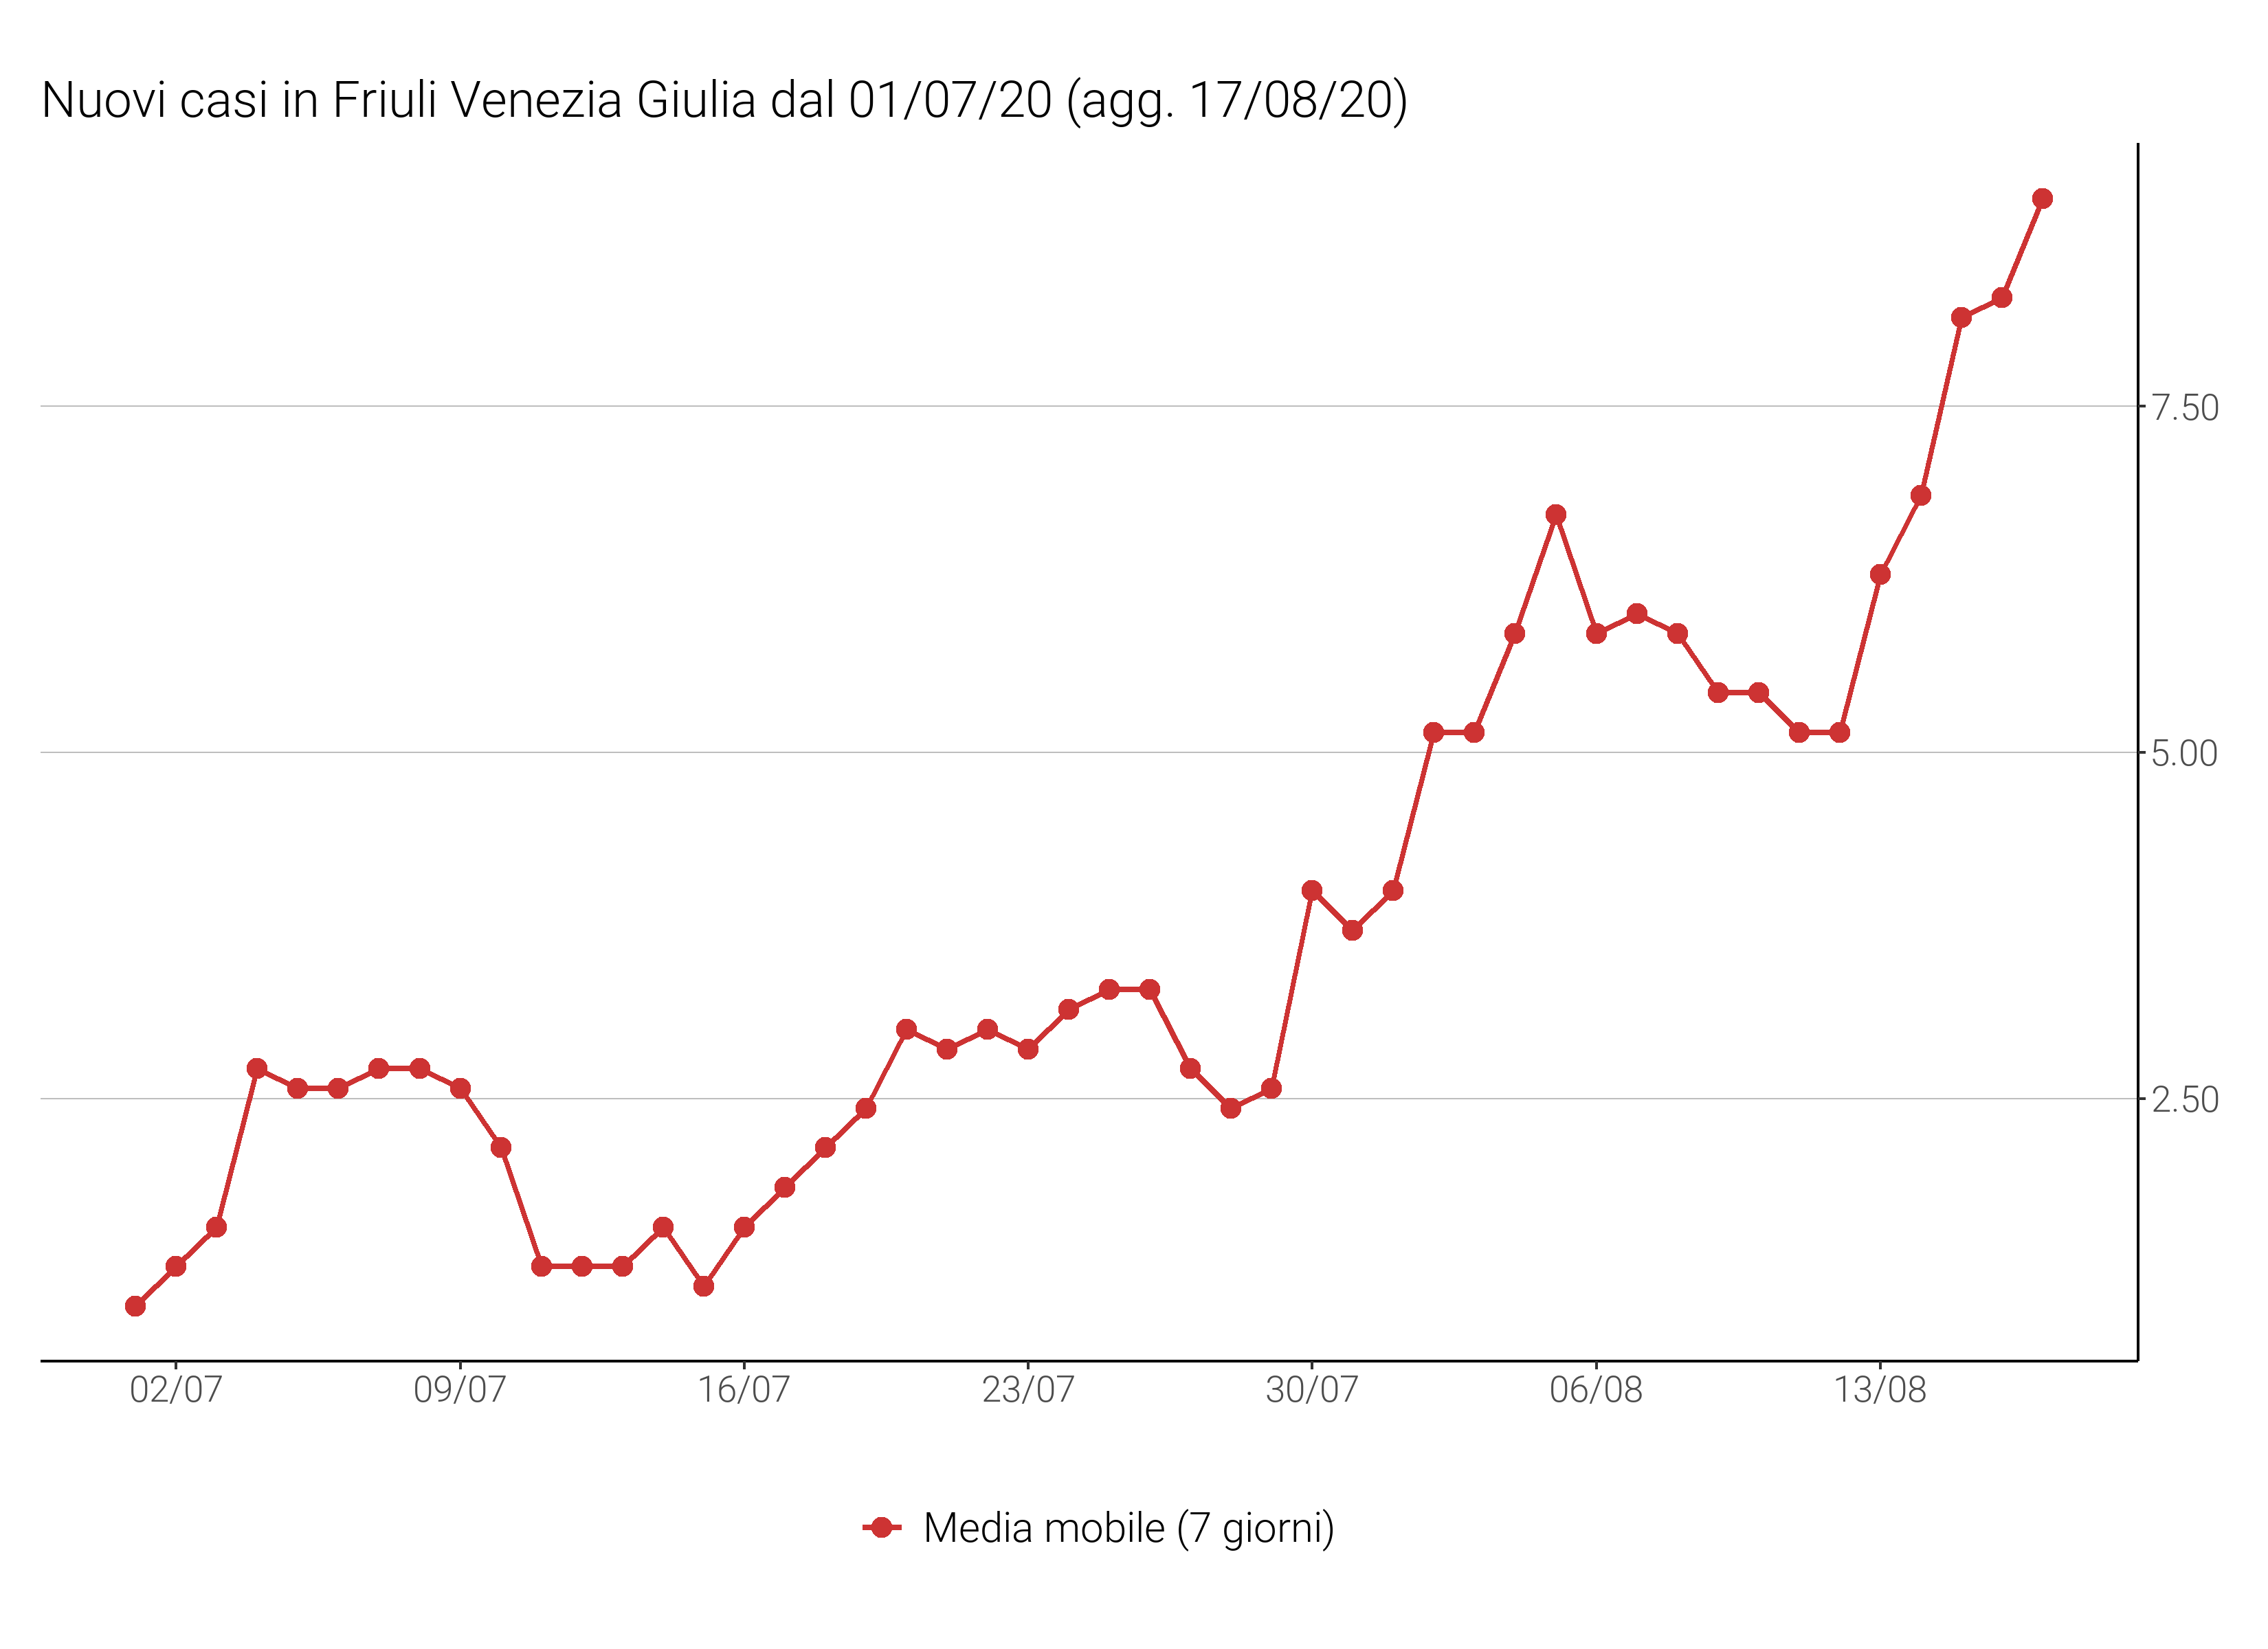 Nuovi casi in Friuli Venezia Giulia dal 01/07/20 (agg. 17/08/20)
7.50
5.00
2.50
02/07 09/07 16/07 23/07 30/07 06/08 13/08
Media mobile (7 giorni)